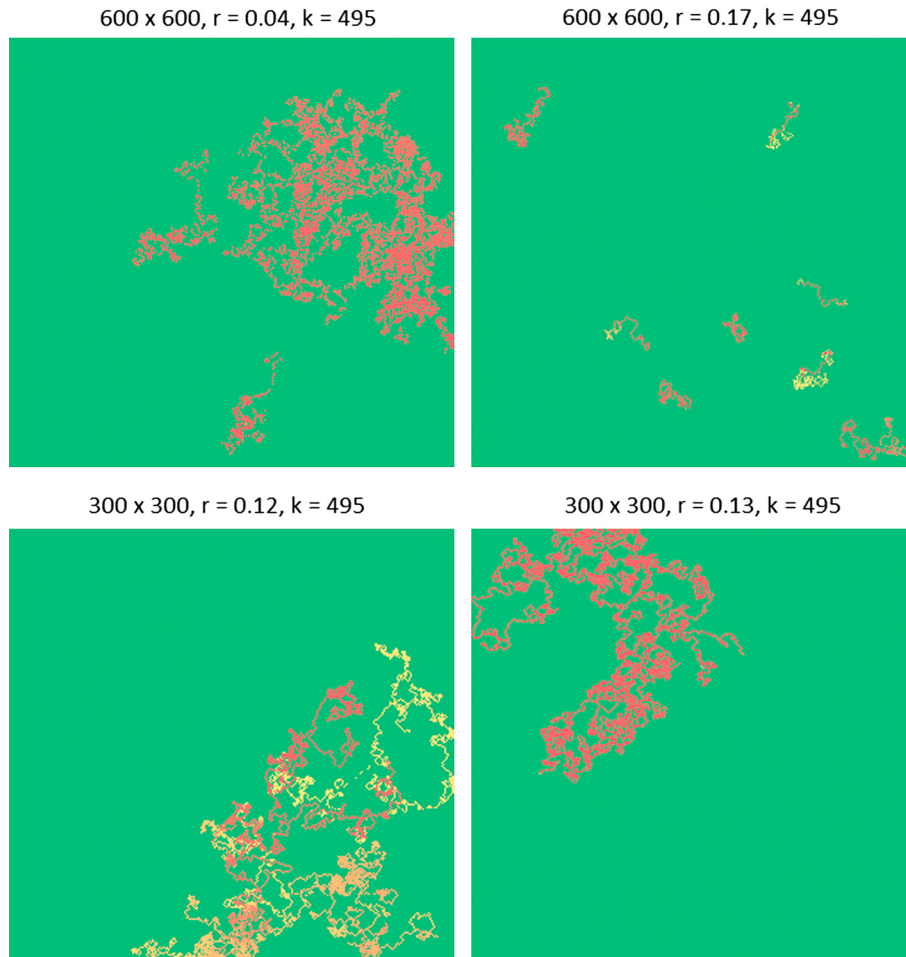 600 x 600, r = 0.04, k = 495
600 x 600, r = 0.17, k = 495
300 x 300, r = 0.12, k = 495
300 x 300, r = 0.13, k = 495